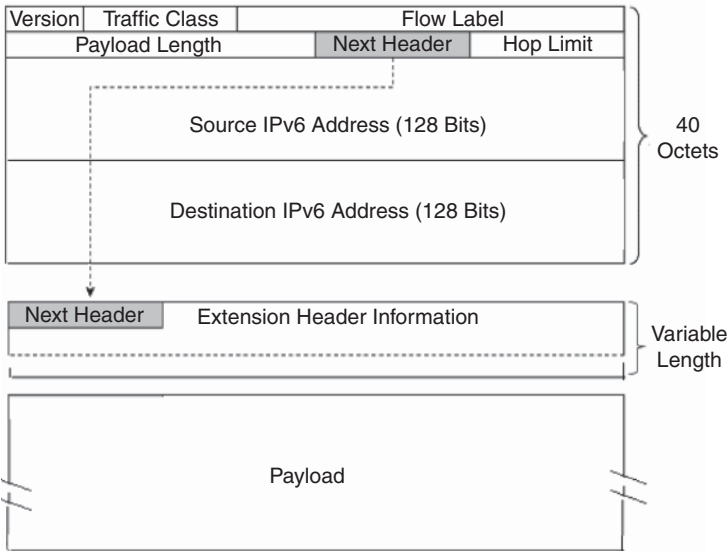 Version Traffic Class Flow Label
Payload Length Next Header Hop Limit
Source IPv6 Address (128 Bits)
40
Octets
Destination IPv6 Address (128 Bits)
Next Header Extension Header Information
Variable
Length
Payload